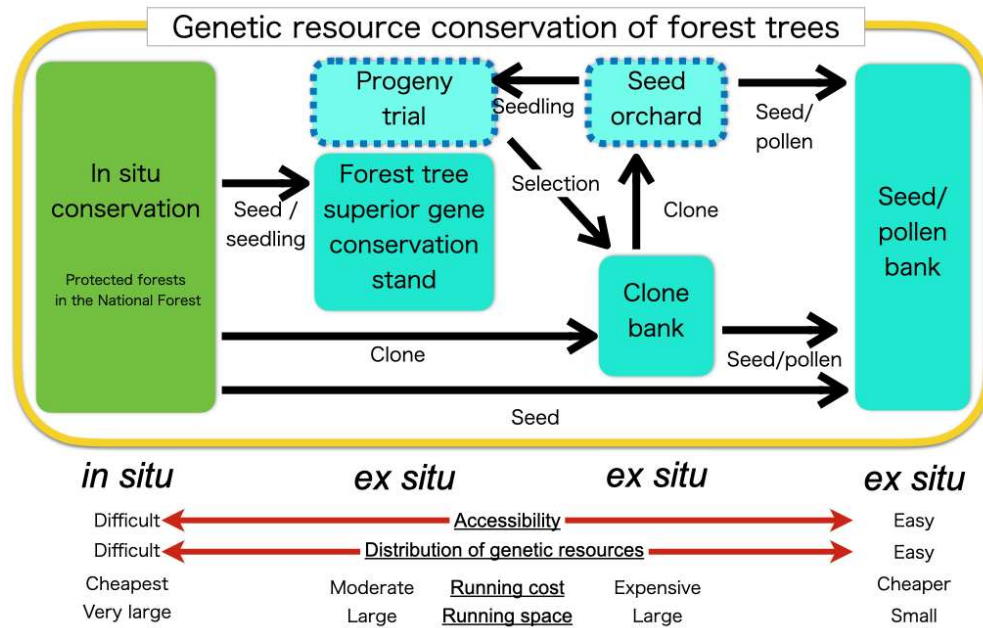 Genetic resource conservation of forest trees
In situ
conservation
Protected forests
in the National Forest
Seed /
seedling
Progeny
trial
Forest tree
superior gene
conservation
stand
Seedling
Selection
Seed
orchard
Clone
Clone
bank
Seed/
pollen
Seed/pollen
Clone
Seed
Seed/
pollen
bank
in situ
ex situ
ex situ
ex situ
Difficult Accessibility Easy
Difficult Distribution of genetic resources Easy
Cheapest Moderate Running cost Expensive Cheaper
Very large Large Running space Large Small